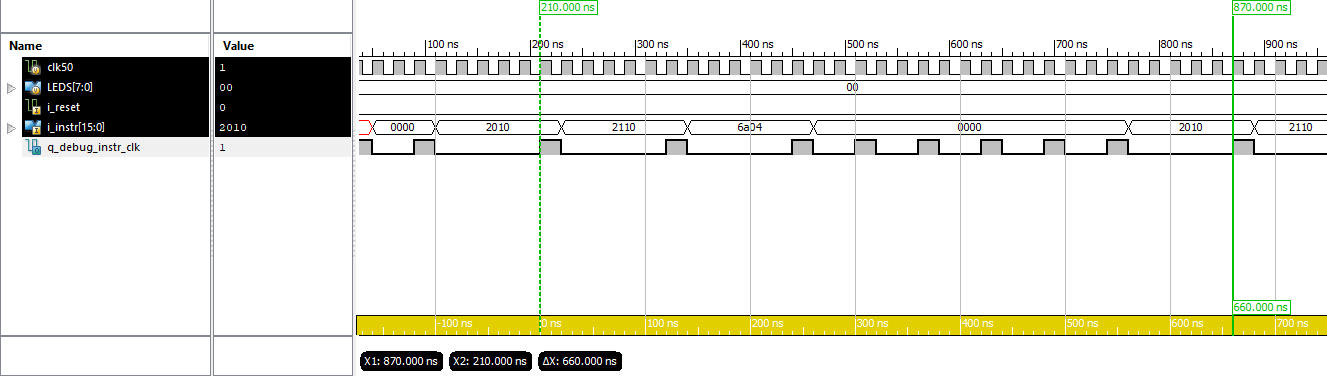 210.000 ns 870.000 ns
Name Value 100 ns 200 ns 300 ns 400 ns 500 ns 600 ns 700 ns 800 ns 900 ns
clk50 1
LEDS[7:0] 00 00
i_reset 0
i_instr[15:0] 2010 0000 2010 2110 6a04 0000 2010 2110
q_debug_instr_clk 1
660.000 ns
-100 ns 0 ns 100 ns 200 ns 300 ns 400 ns 500 ns 600 ns 700 ns
X1: 870.000 ns X2: 210.000 ns ΔX: 660.000 ns